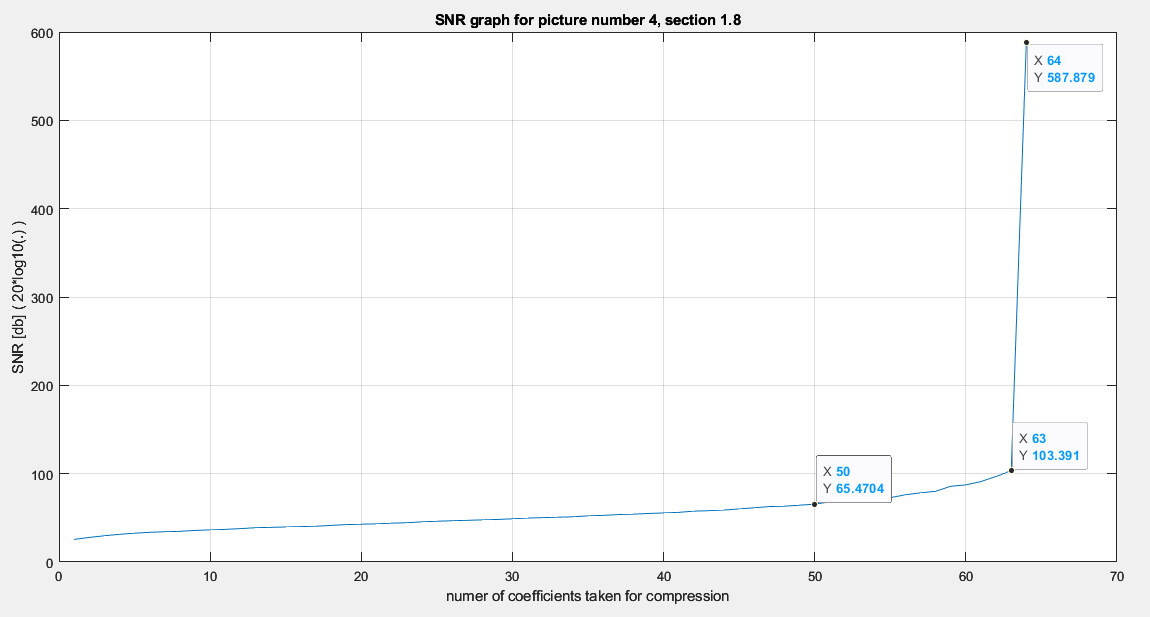 SNR graph for picture number 4, section 1.8
600
500
400
300
200
100
0
SNR [db] ( 20*log10(.) )
X 64
Y 587.879
X 63
Y 103.391
X 50
Y 65.4704
0 10 20 30 40 50 60 70
numer of coefficients taken for compression